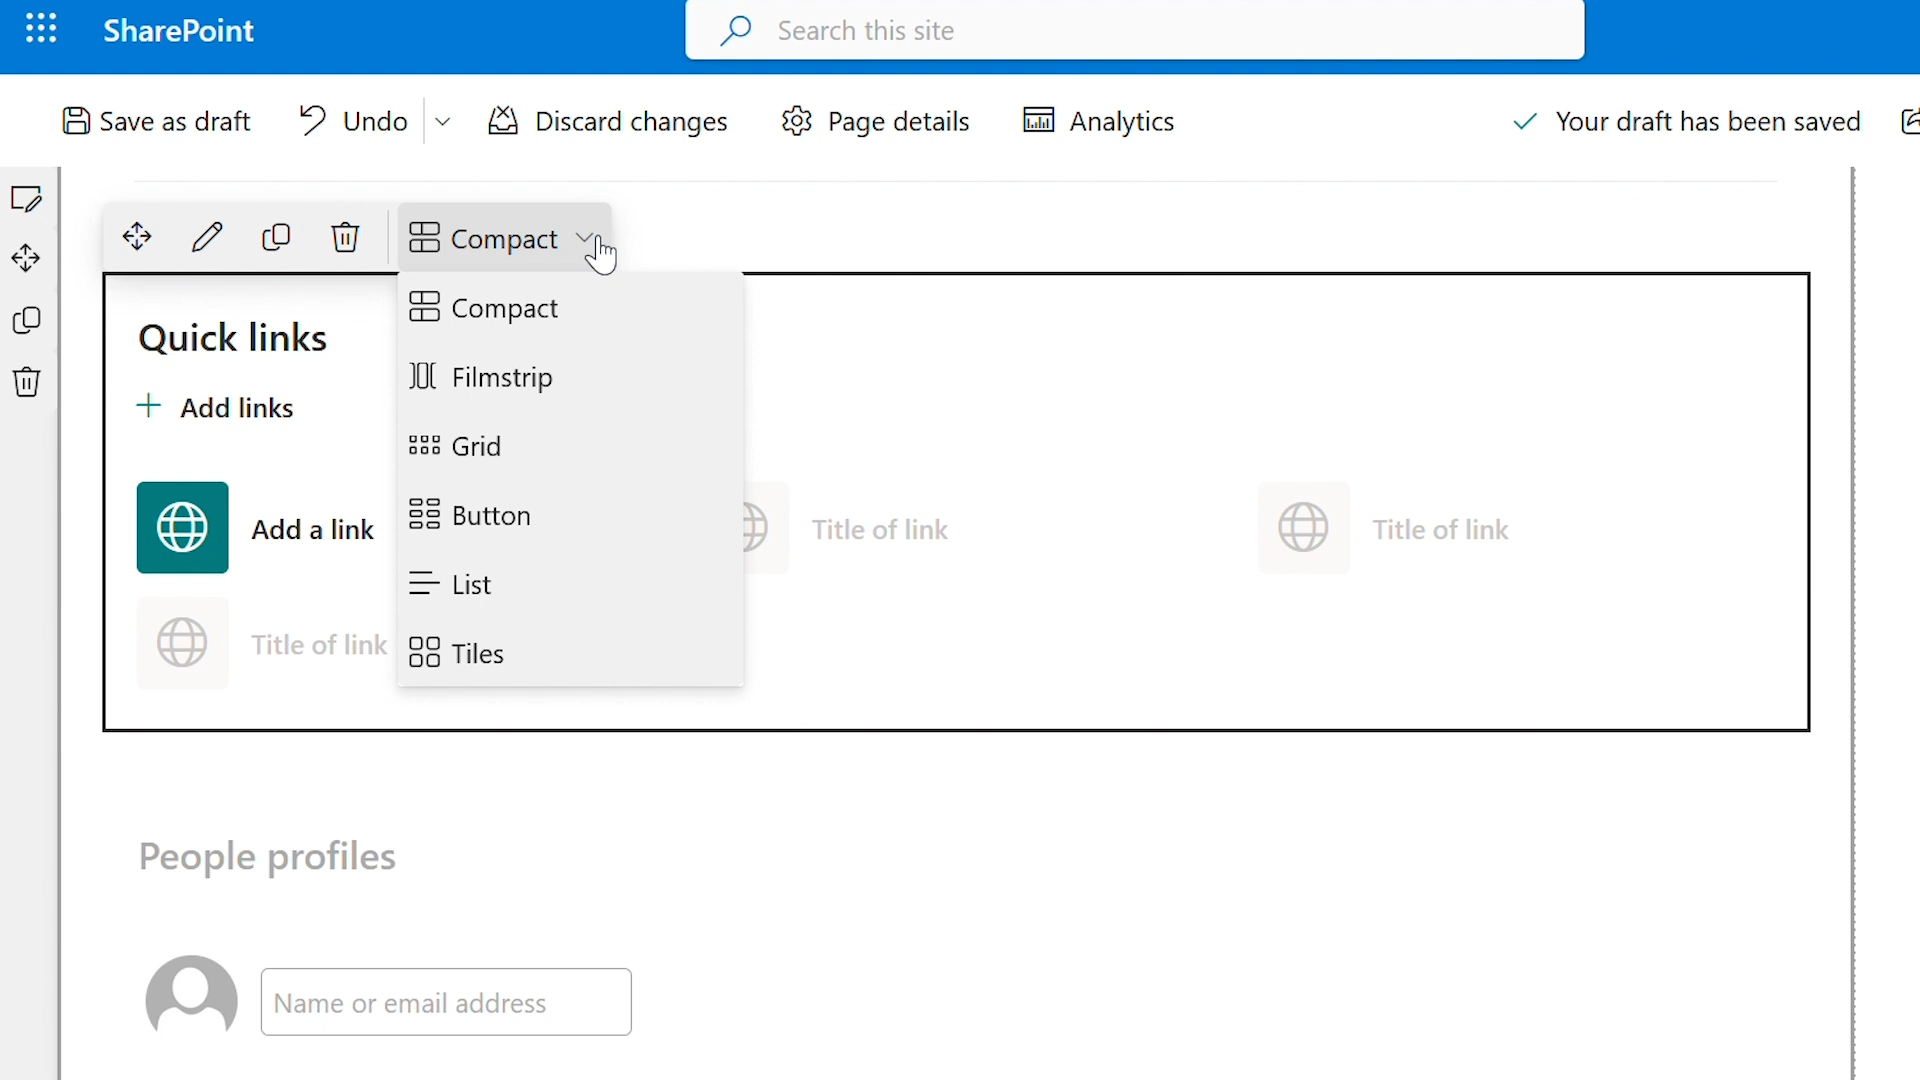 SharePoint
Search this site
Save as draft
Undo
Discard changes
Page details
Analytics
Your draft has been saved
Compact
Compact
Quick links
Filmstrip
Add links
Grid
Button
Add a link
Title of link
Title of link
List
Title of link
Tiles
People profiles
Name or email address